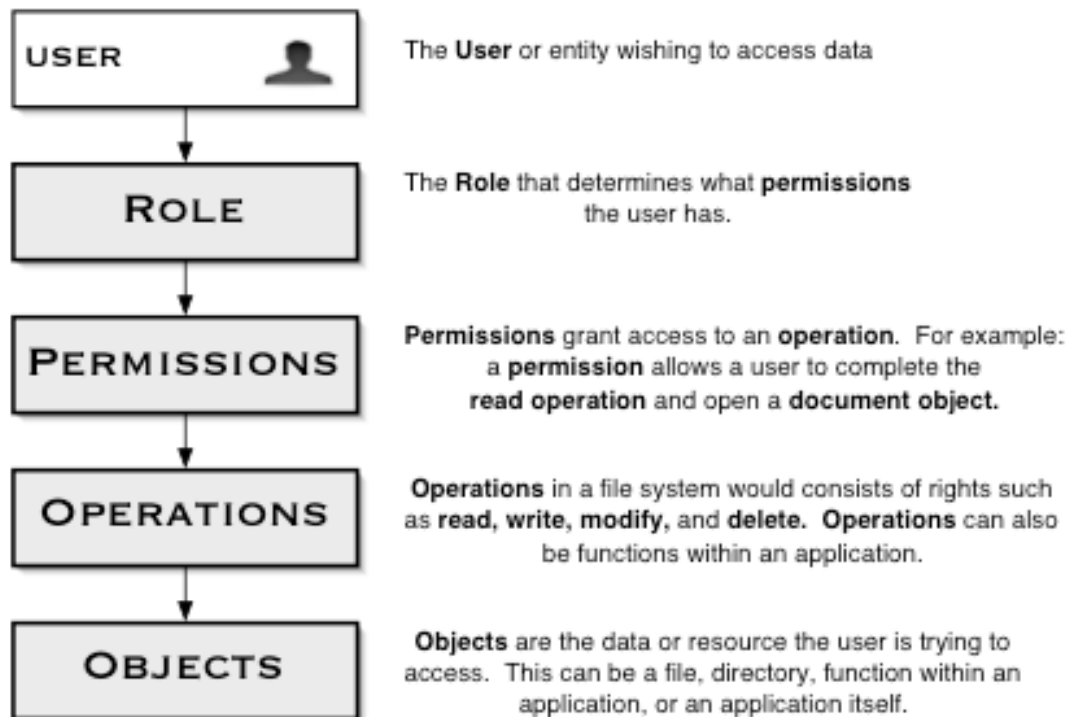 USER
The User or entity wishing to access data
ROLE
The Role that determines what permissions
the user has.
PERMISSIONS
Permissions grant access to an operation.  For example:
a permission allows a user to complete the
read operation and open a document object.
OPERATIONS
Operations in a file system would consists of rights such
as read, write, modify, and delete.  Operations can also
be functions within an application.
OBJECTS
Objects are the data or resource the user is trying to
access.  This can be a file, directory, function within an
application, or an application itself.